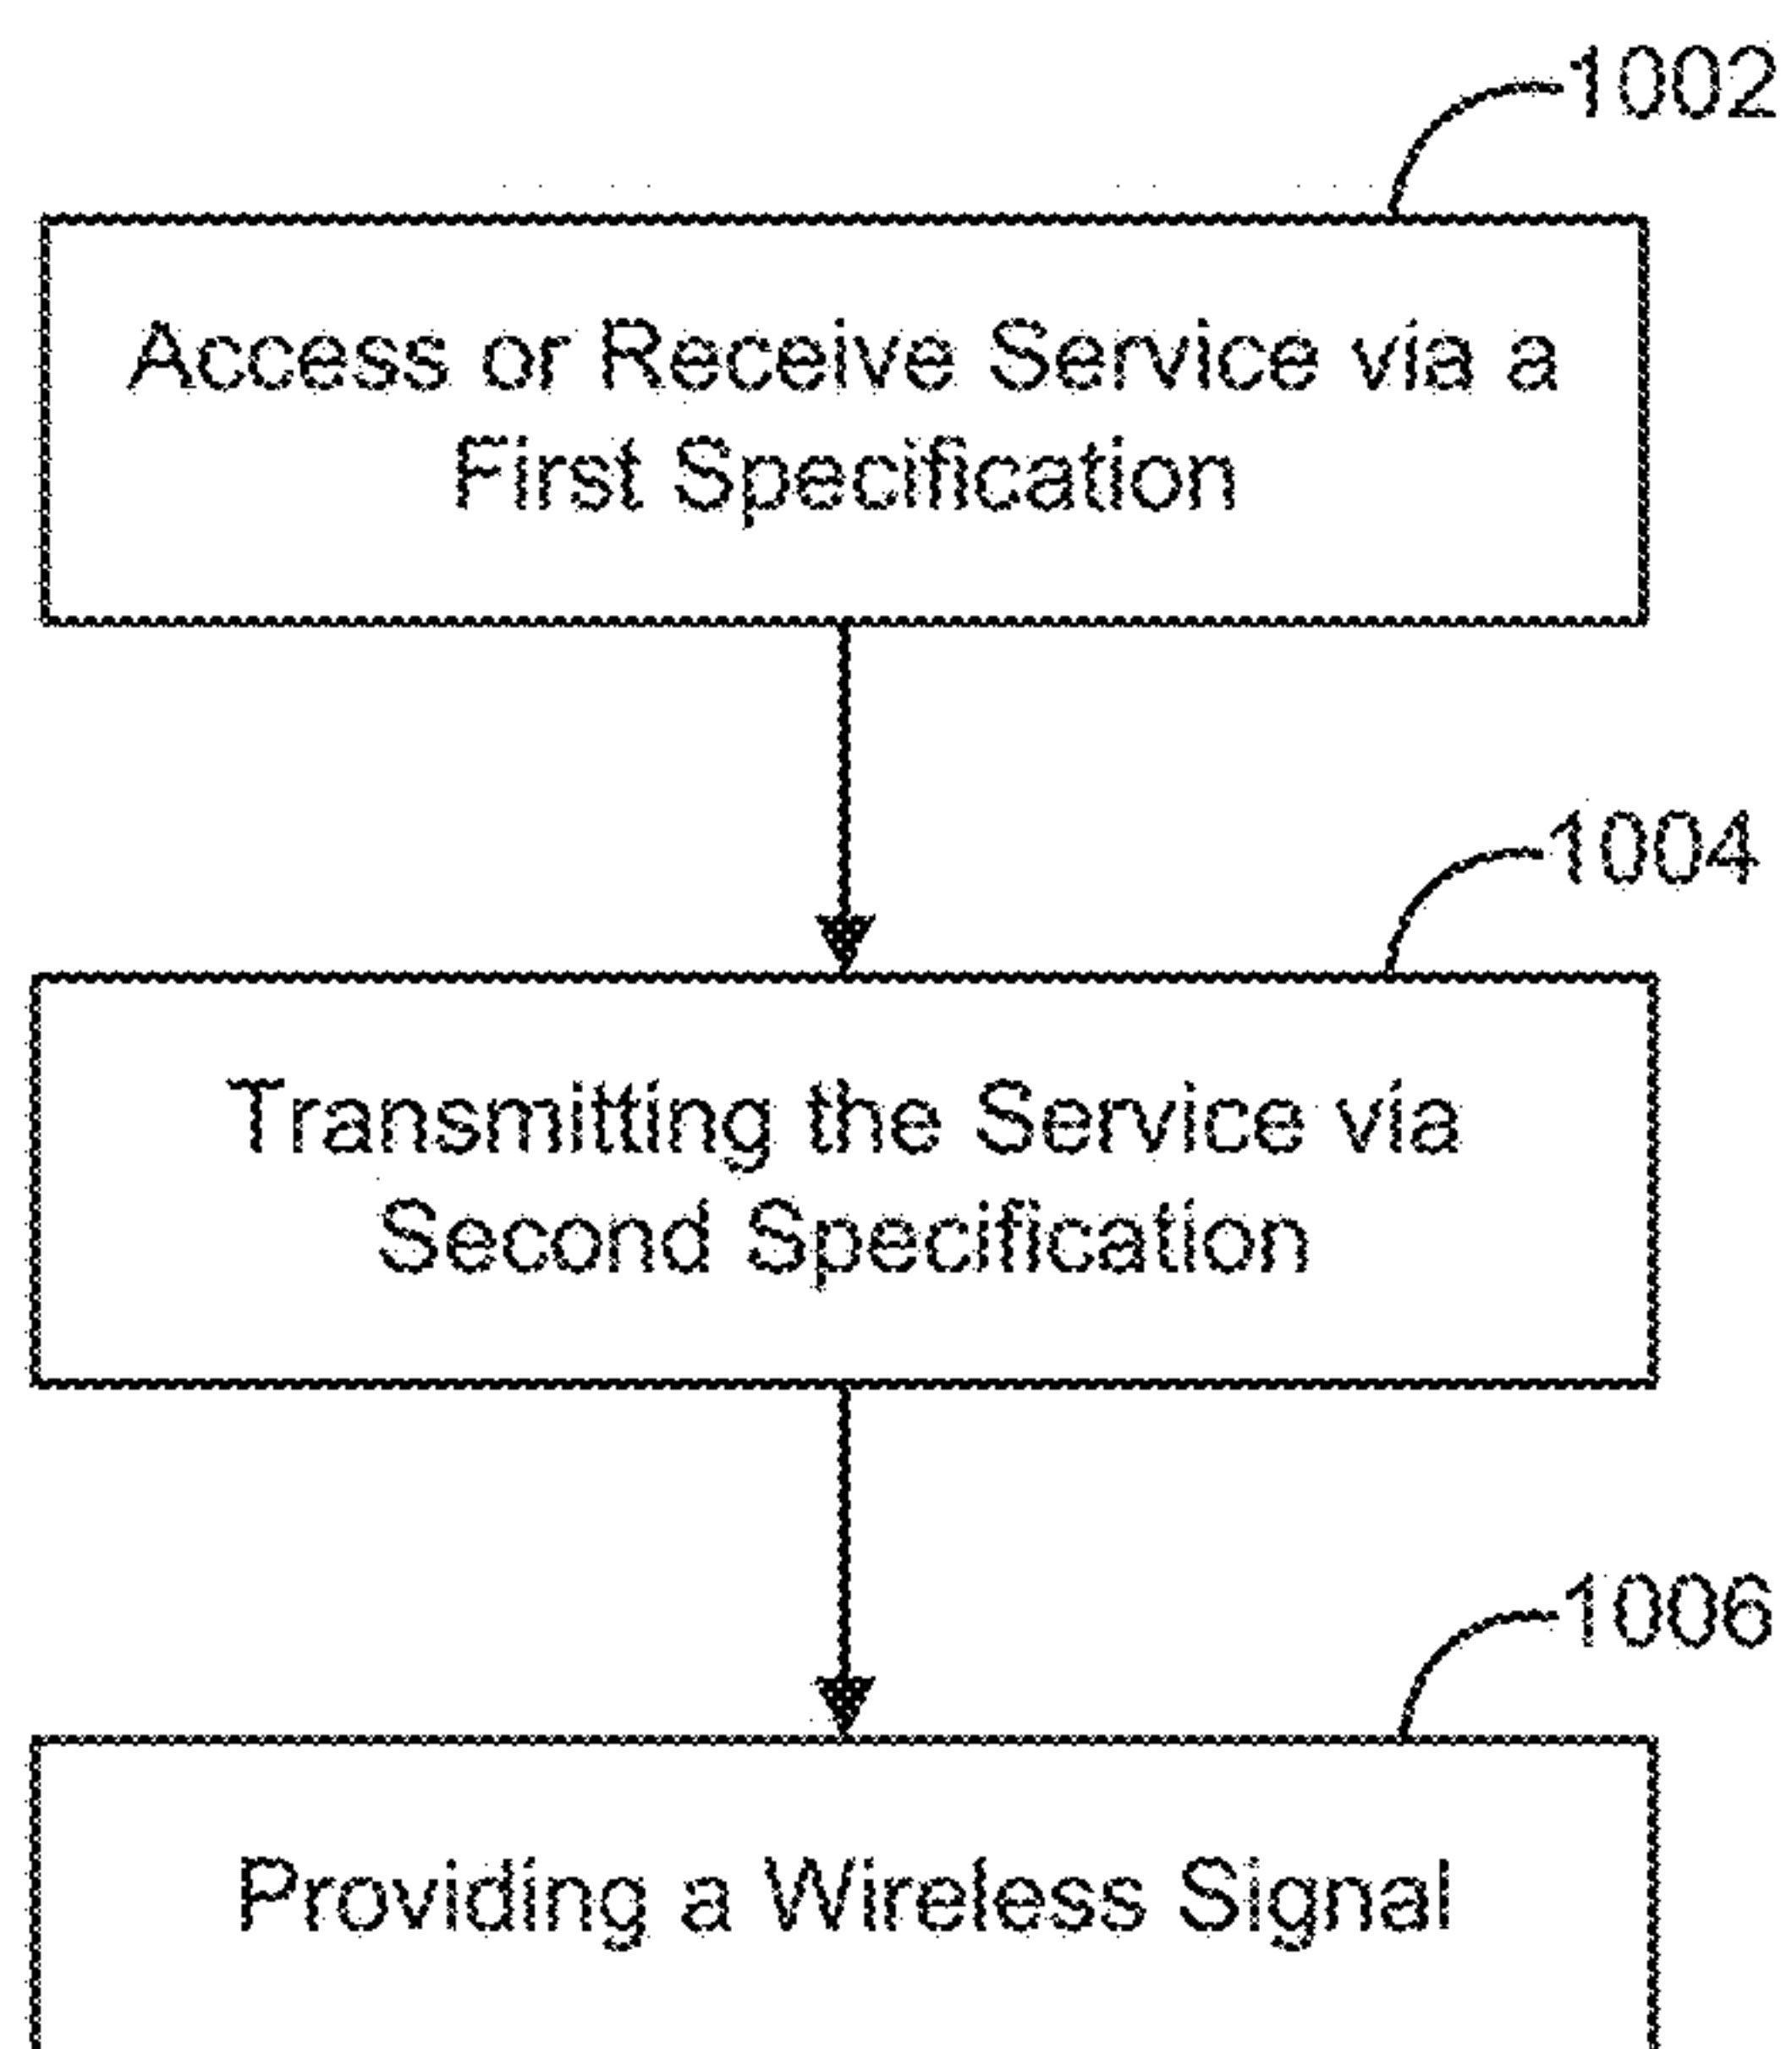 1002
Access or Receive Service via a
First Specification
1004
Transmitting the Service via
Second Specification
1006
Providing a Wireless Signal